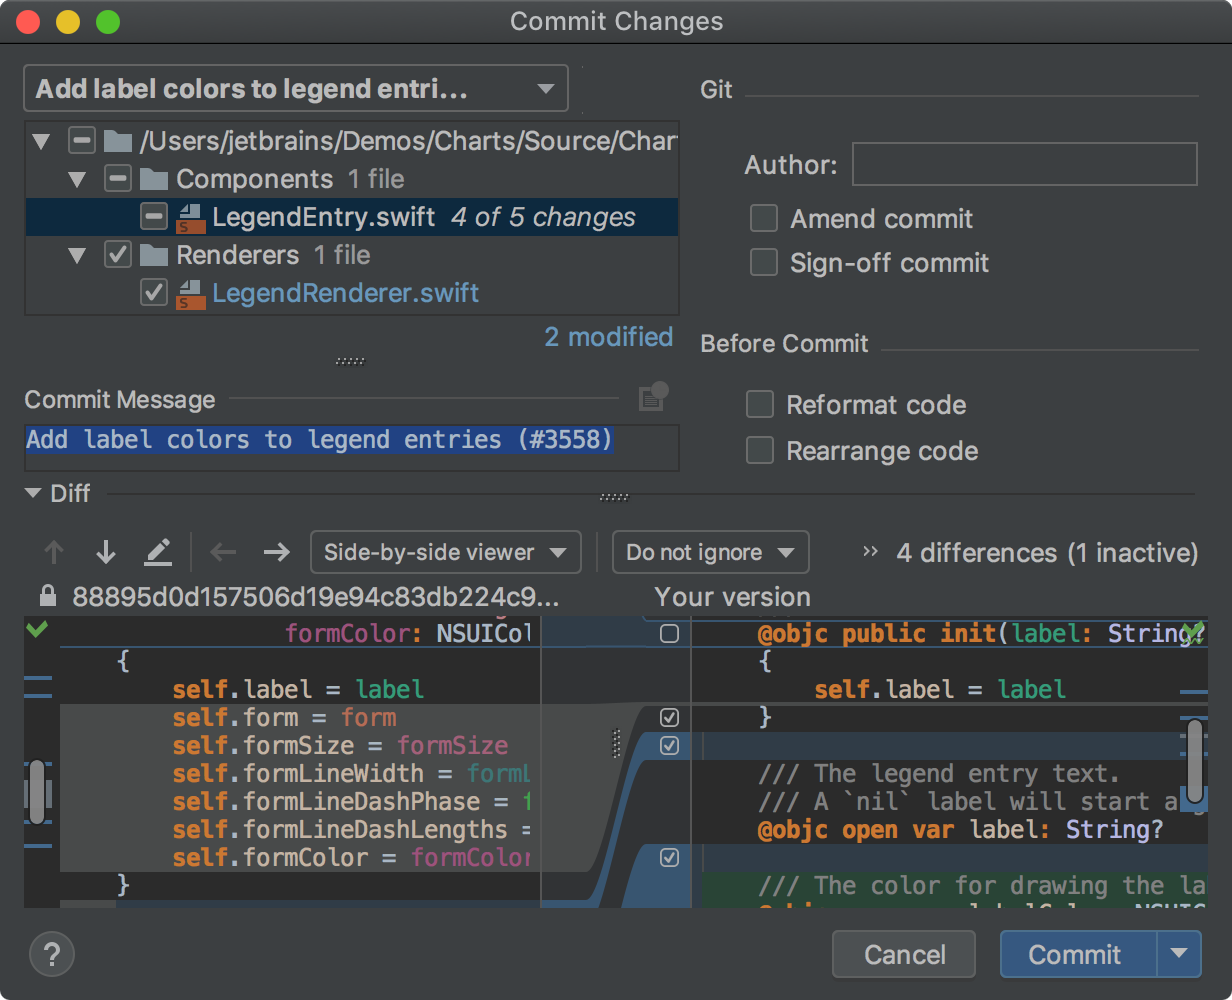 Commit Changes
Add label colors to legend entri...
/Users/jetbrains/Demos/Charts/Source/Char
Components 1 file
LegendEntry.swift 4 of 5 changes
Renderers 1 file
LegendRenderer.swift
2 modified
Commit Message
Add label colors to legend entries (#3558)
Git
Author:
Amend commit
Sign-off commit
Before Commit
Reformat code
Rearrange code
Diff
Side-by-side viewer
Do not ignore
» 4 differences (1 inactive)
88895d0d157506d19e94c83db224c9...
Your version
formColor: NSUICol
{
self.label = label
self.form = form
self.formSize = formSize
self.formLineWidth = formL
self.formLineDashPhase = f
self.formLineDashLengths =
self.formColor = formColor
}
@objc public init(label: String?
{
self.label = label
}
/// The legend entry text.
/// A `nil` label will start a
@objc open var label: String?
/// The color for drawing the la
?
Cancel
Commit